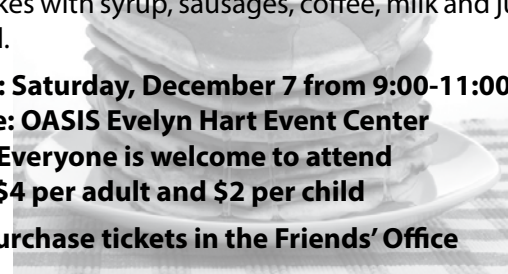 kes with syrup, sausages, coffee, milk and ju
d.
: Saturday, December 7 from 9:00-11:00
e: OASIS Evelyn Hart Event Center
Everyone is welcome to attend
$4 per adult and $2 per child
urchase tickets in the Friends’ Office